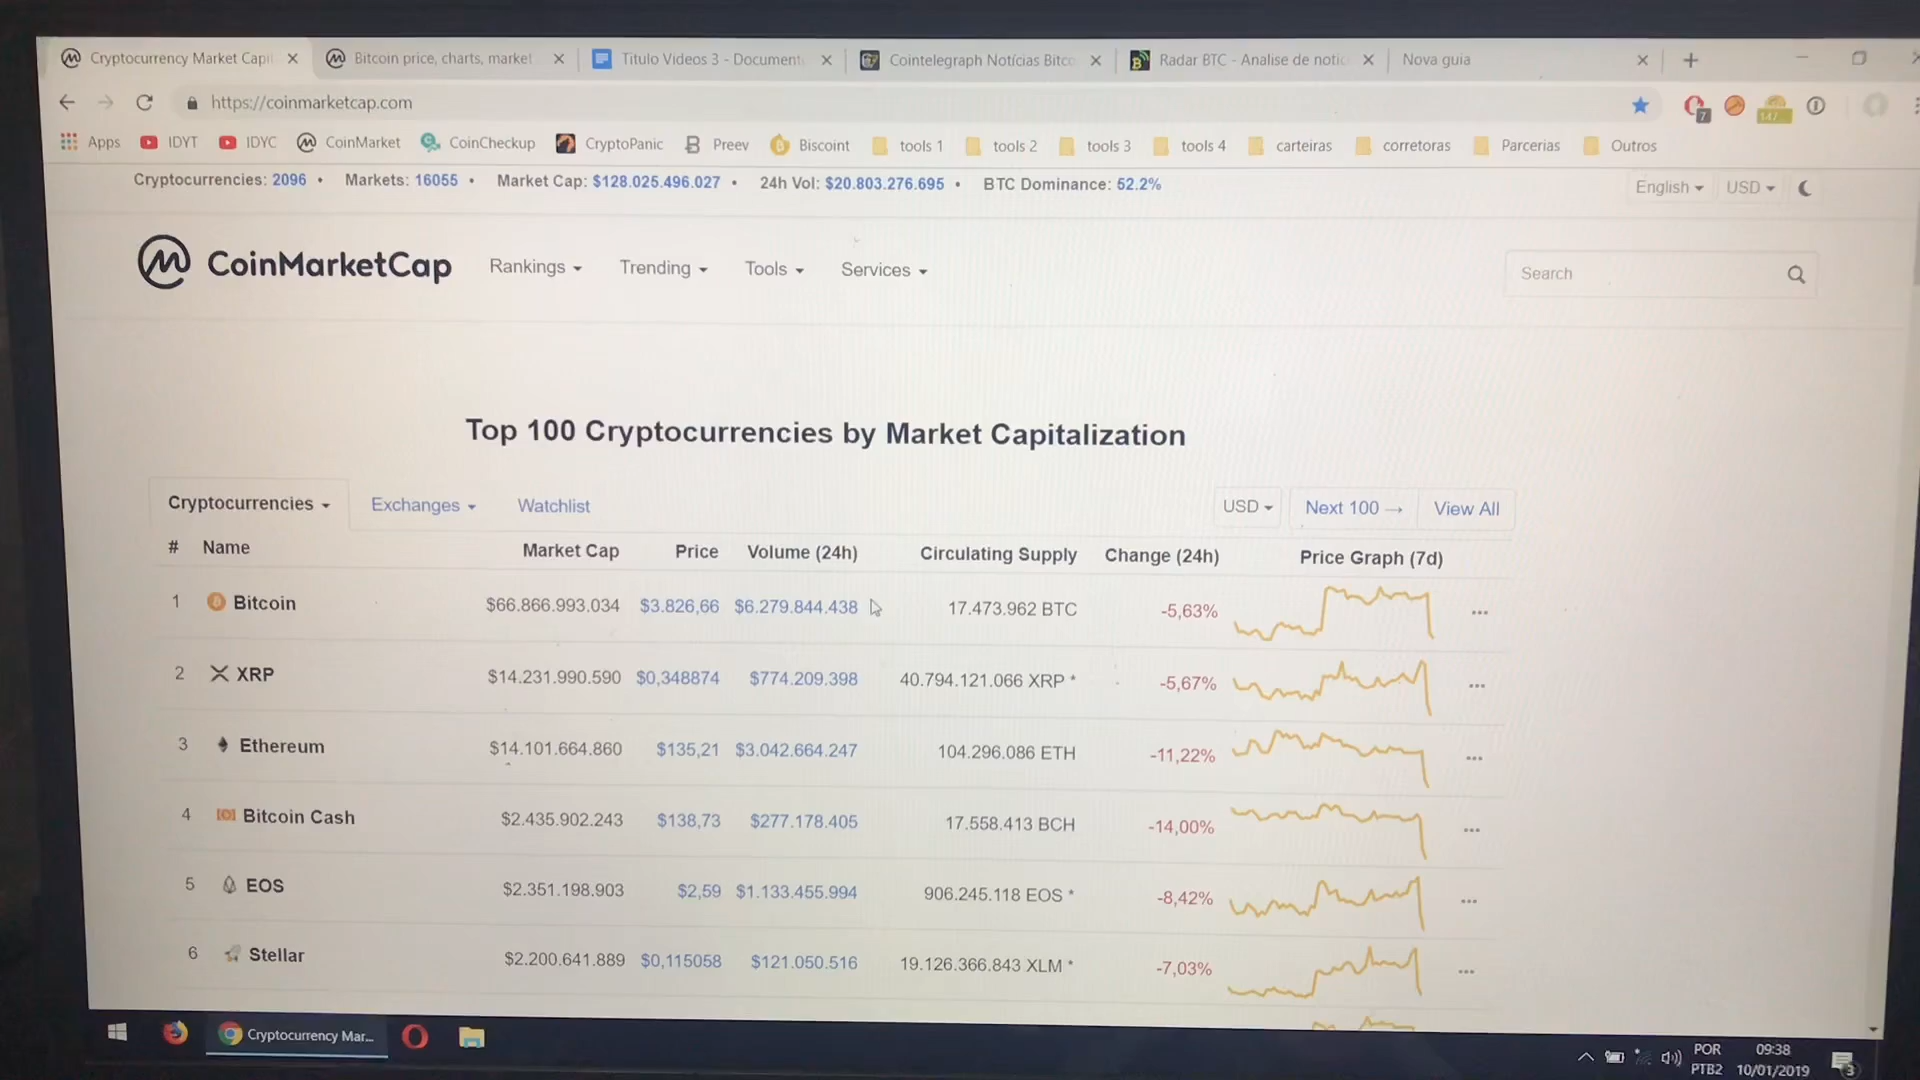 Cryptocurrency Market Capi
Bitcoin price, charts, market
Titulo Videos 3 - Document
Cointelegraph Notícias Bitco
Radar BTC - Analise de notic
Nova guia
https://coinmarketcap.com
7
147
Apps
IDYT
IDYC
CoinMarket
CoinCheckup
CryptoPanic
Preev
Biscoint
tools 1
tools 2
tools 3
tools 4
carteiras
corretoras
Parcerias
Outros
Cryptocurrencies: 2096 • Markets: 16055 • Market Cap: $128.025.496.027 • 24h Vol: $20.803.276.695 • BTC Dominance: 52.2%
English
USD
CoinMarketCap
Rankings
Trending
Tools
Services
Search
Top 100 Cryptocurrencies by Market Capitalization
Cryptocurrencies
Exchanges
Watchlist
USD
Next 100 →
View All
# Name Market Cap Price Volume (24h) Circulating Supply Change (24h) Price Graph (7d)
1 Bitcoin $66.866.993.034 $3.826,66 $6.279.844.438 17.473.962 BTC -5,63%
2 XRP $14.231.990.590 $0,348874 $774.209.398 40.794.121.066 XRP * -5,67%
3 Ethereum $14.101.664.860 $135,21 $3.042.664.247 104.296.086 ETH -11,22%
4 Bitcoin Cash $2.435.902.243 $138,73 $277.178.405 17.558.413 BCH -14,00%
5 EOS $2.351.198.903 $2,59 $1.133.455.994 906.245.118 EOS * -8,42%
6 Stellar $2.200.641.889 $0,115058 $121.050.516 19.126.366.843 XLM * -7,03%
Cryptocurrency Mar...
POR
PTB2
09:38
10/01/2019
3